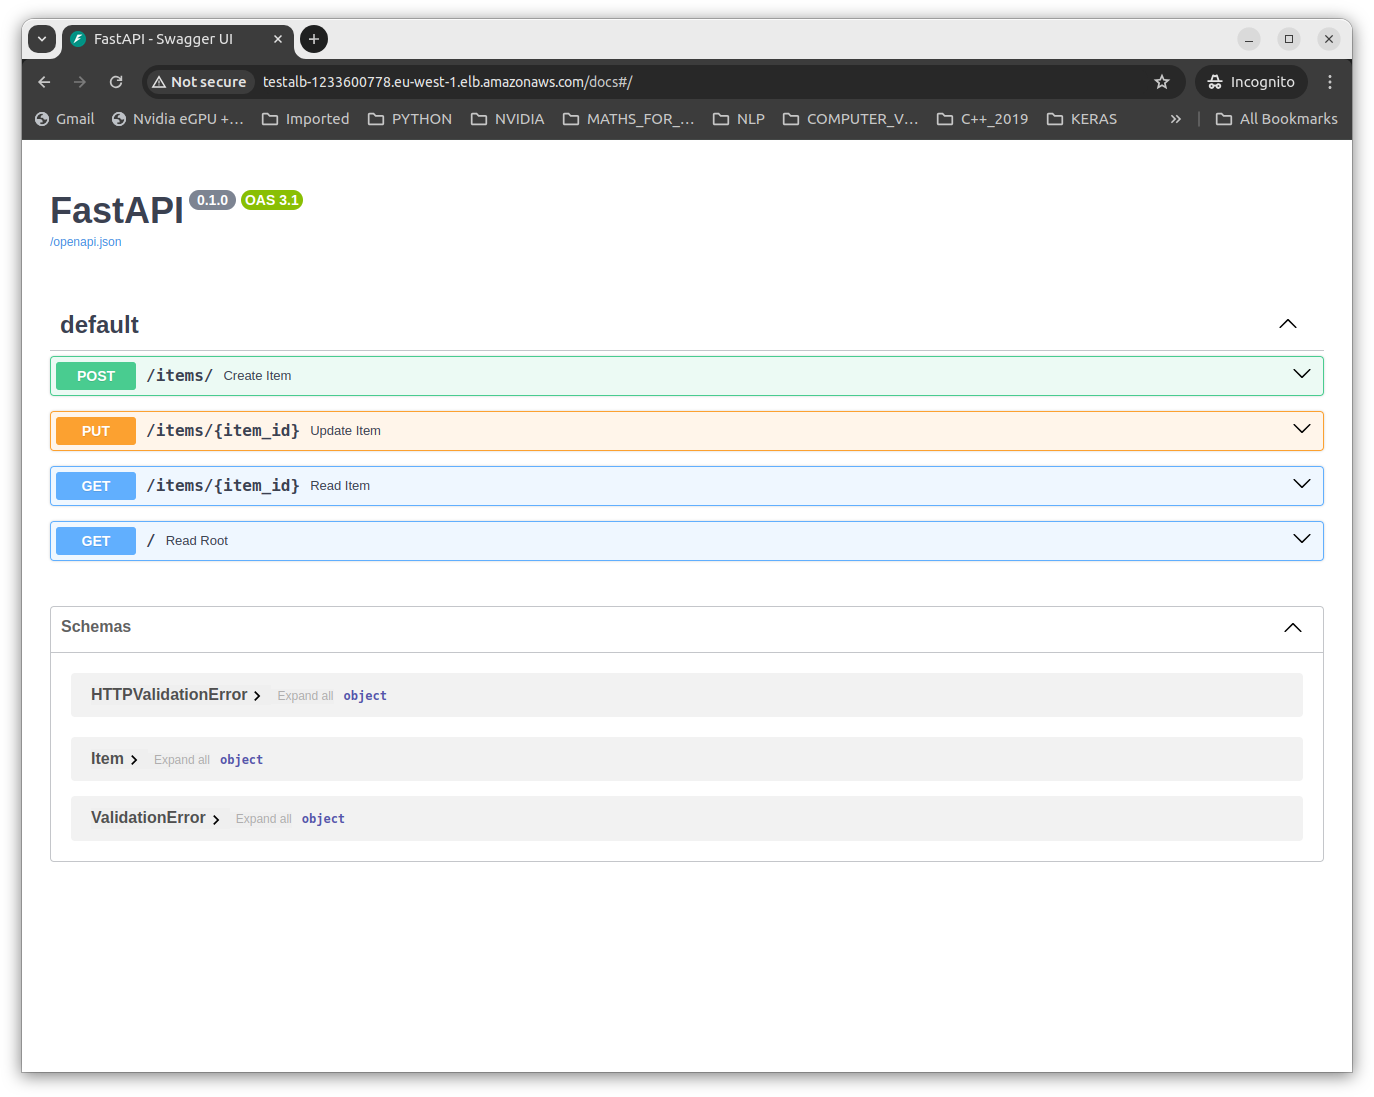 FastAPI - Swagger UI
Not secure testalb-1233600778.eu-west-1.elb.amazonaws.com/docs#/ Incognito
Gmail Nvidia eGPU +... Imported PYTHON NVIDIA MATHS_FOR_... NLP COMPUTER_V... C++_2019 KERAS » All Bookmarks
FastAPI 0.1.0 OAS 3.1
/openapi.json
default
POST /items/ Create Item
PUT /items/{item_id} Update Item
GET /items/{item_id} Read Item
GET / Read Root
Schemas
HTTPValidationError Expand all object
Item Expand all object
ValidationError Expand all object